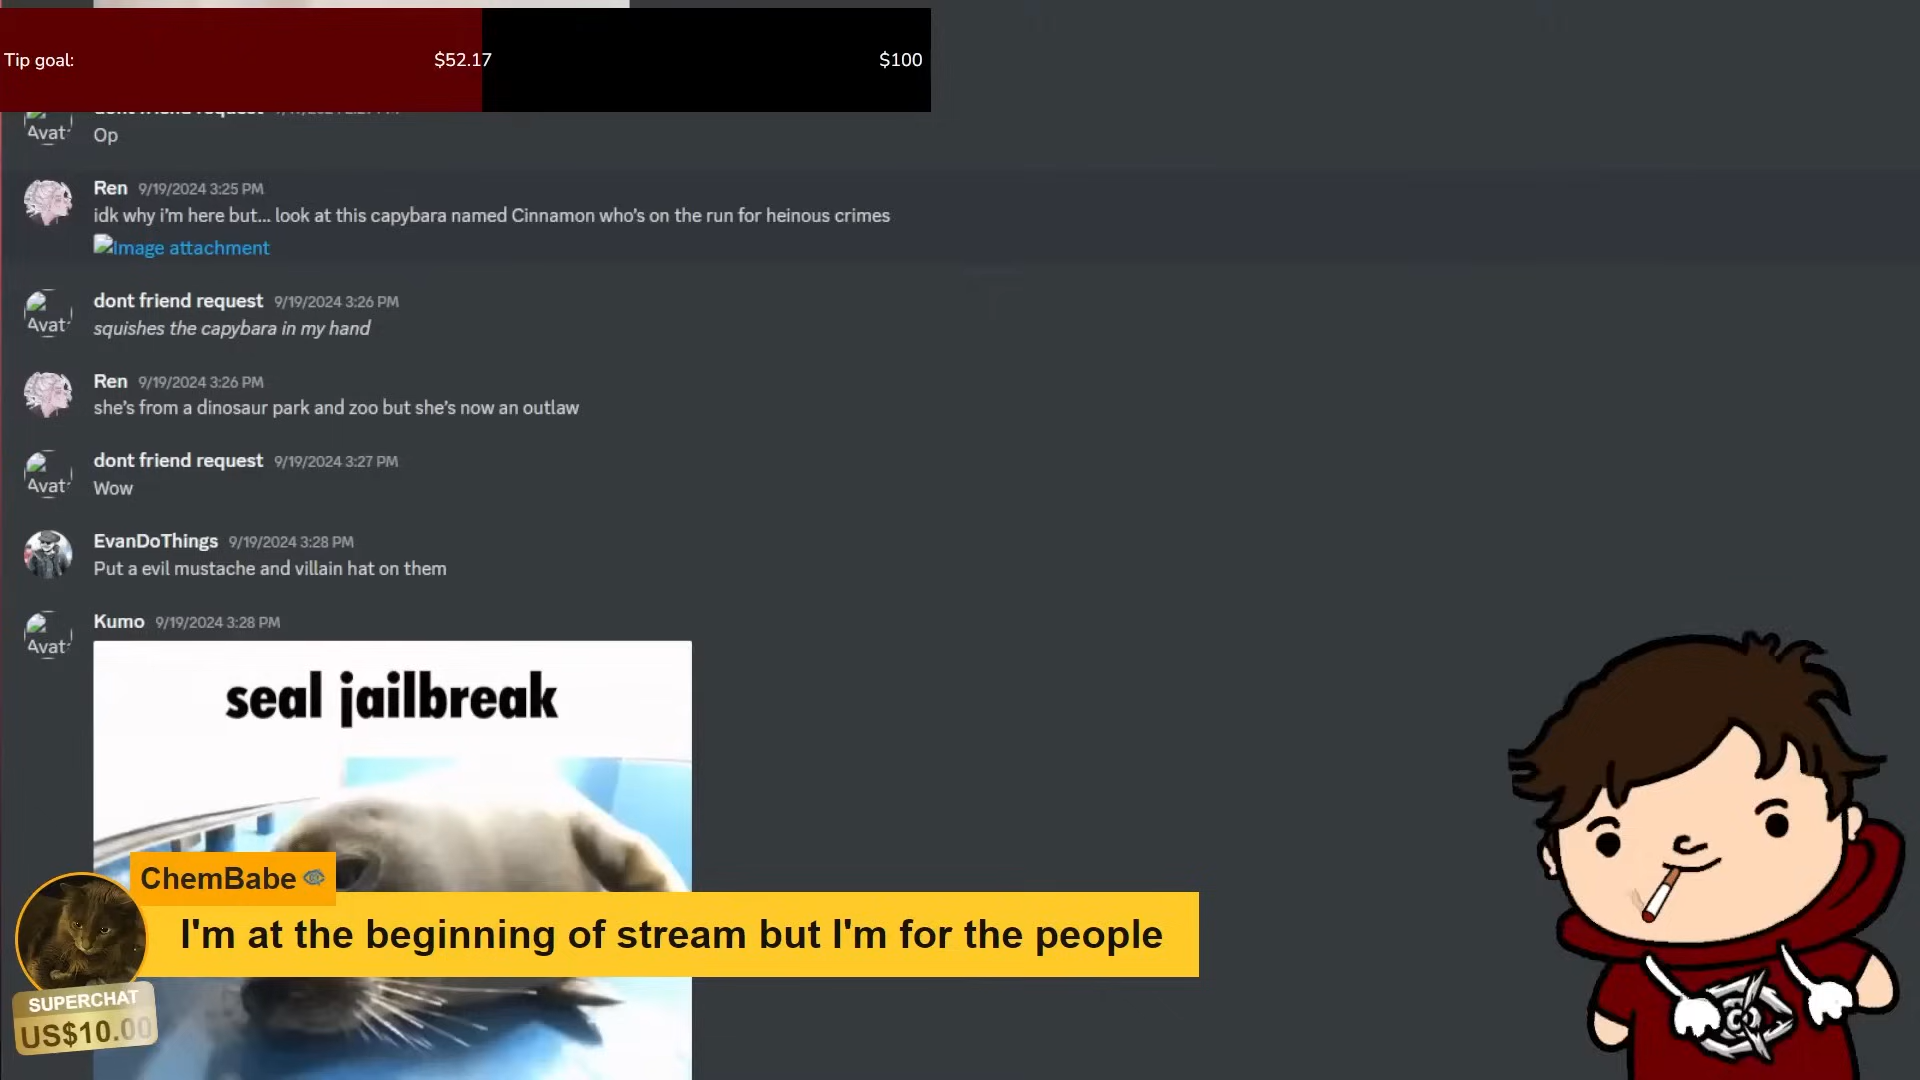 Tip goal:
$52.17
$100
Avat
Op
Ren 9/19/2024 3:25 PM
idk why i'm here but... look at this capybara named Cinnamon who's on the run for heinous crimes
Image attachment
Avat
dont friend request 9/19/2024 3:26 PM
squishes the capybara in my hand
Ren 9/19/2024 3:26 PM
she's from a dinosaur park and zoo but she's now an outlaw
Avat
dont friend request 9/19/2024 3:27 PM
Wow
EvanDoThings 9/19/2024 3:28 PM
Put a evil mustache and villain hat on them
Avat
Kumo 9/19/2024 3:28 PM
seal jailbreak
ChemBabe
I'm at the beginning of stream but I'm for the people
SUPERCHAT
US$10.00